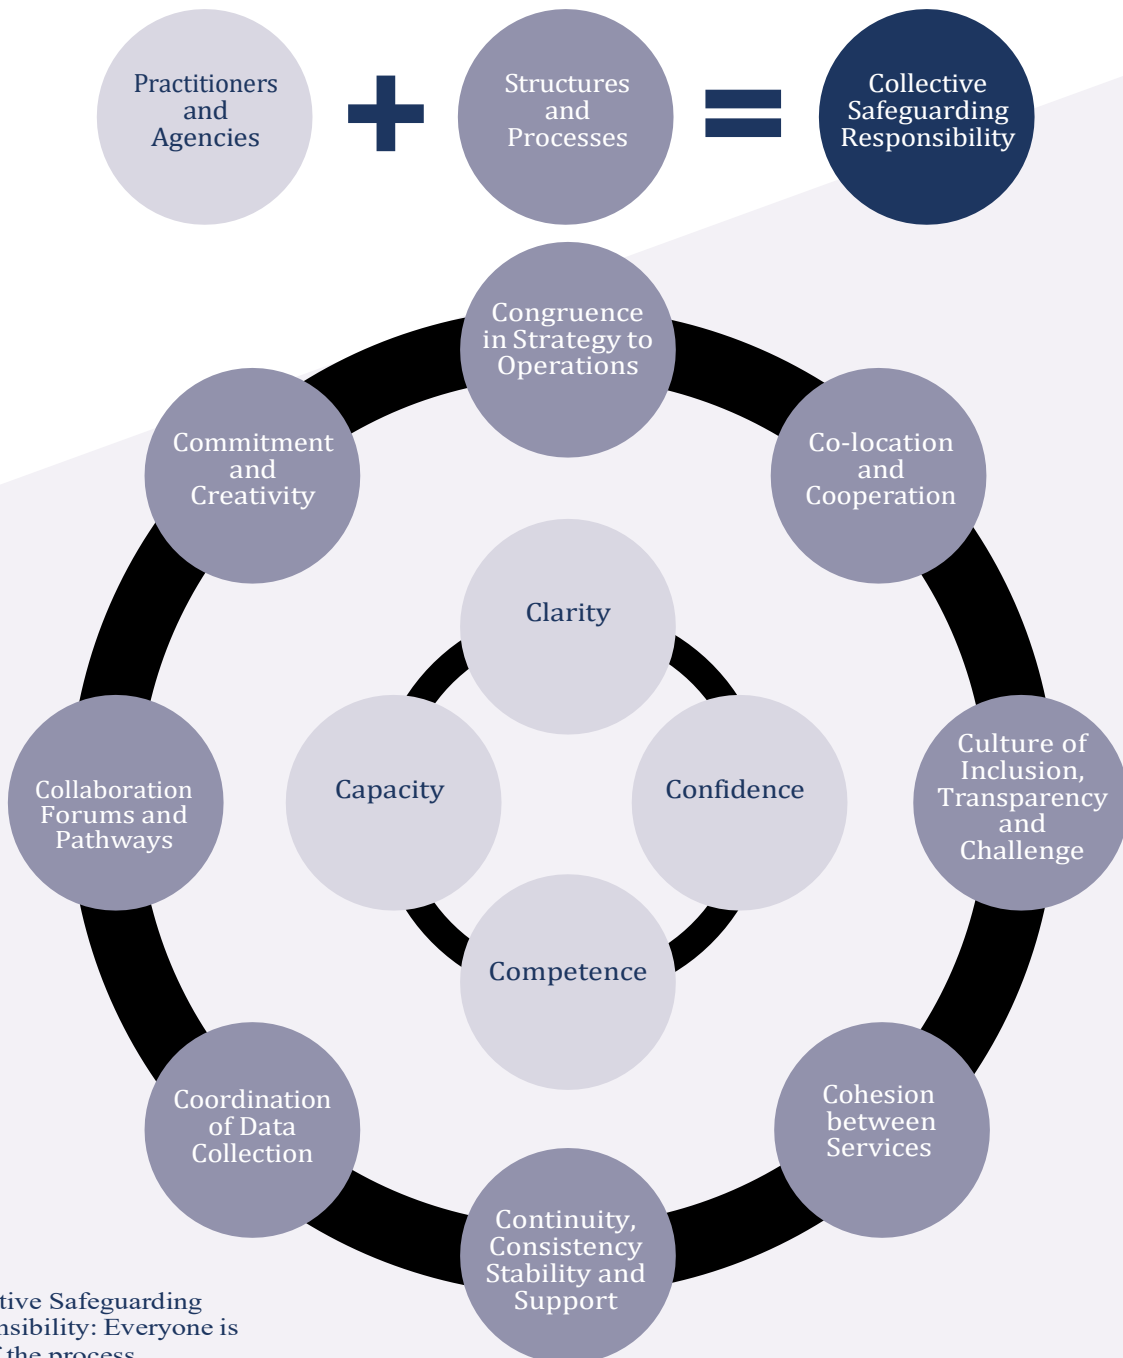 Practitioners
and
Agencies
Structures
and
Processes
Collective
Safeguarding
Responsibility
Congruence
in Strategy to
Operations
Commitment
and
Creativity
Co-location
and
Cooperation
Clarity
Capacity
Confidence
Competence
Collaboration
Forums and
Pathways
Culture of
Inclusion,
Transparency
and
Challenge
Coordination
of Data
Collection
Cohesion
between
Services
Continuity,
Consistency
Stability and
Support
tive Safeguarding
nsibility: Everyone is
the process